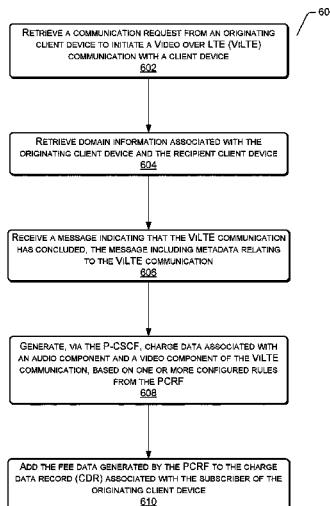 60
RETRIEVE A COMMUNICATION REQUEST FROM AN ORIGINATING
CLIENT DEVICE TO INITIATE A VIDEO OVER LTE (VILTE)
COMMUNICATION WITH A CLIENT DEVICE
602
RETRIEVE DOMAIN INFORMATION ASSOCIATED WITH THE
ORIGINATING CLIENT DEVICE AND THE RECIPIENT CLIENT DEVICE
604
RECEIVE A MESSAGE INDICATING THAT THE VILTE COMMUNICATION
HAS CONCLUDED, THE MESSAGE INCLUDING METADATA RELATING
TO THE VILTE COMMUNICATION
606
GENERATE, VIA THE P-CSCF, CHARGE DATA ASSOCIATED WITH
AN AUDIO COMPONENT AND A VIDEO COMPONENT OF THE VILTE
COMMUNICATION, BASED ON ONE OR MORE CONFIGURED RULES
FROM THE PCRF
608
ADD THE FEE DATA GENERATED BY THE PCRF TO THE CHARGE
DATA RECORD (CDR) ASSOCIATED WITH THE SUBSCRIBER OF THE
ORIGINATING CLIENT DEVICE
610